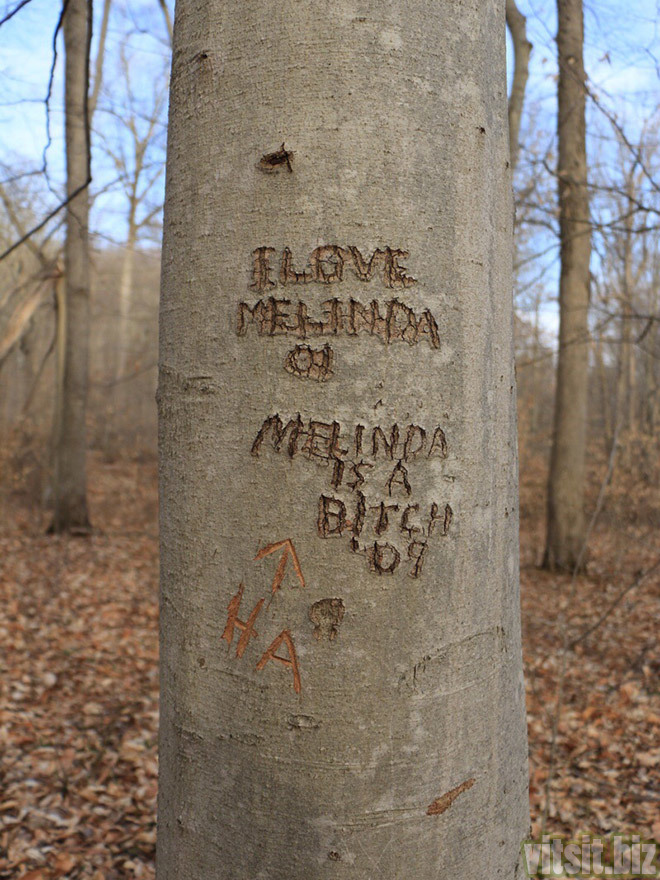 I LOVE
MELINDA
01
MELINDA
IS A
BITCH
'09
HA
vitsit.biz